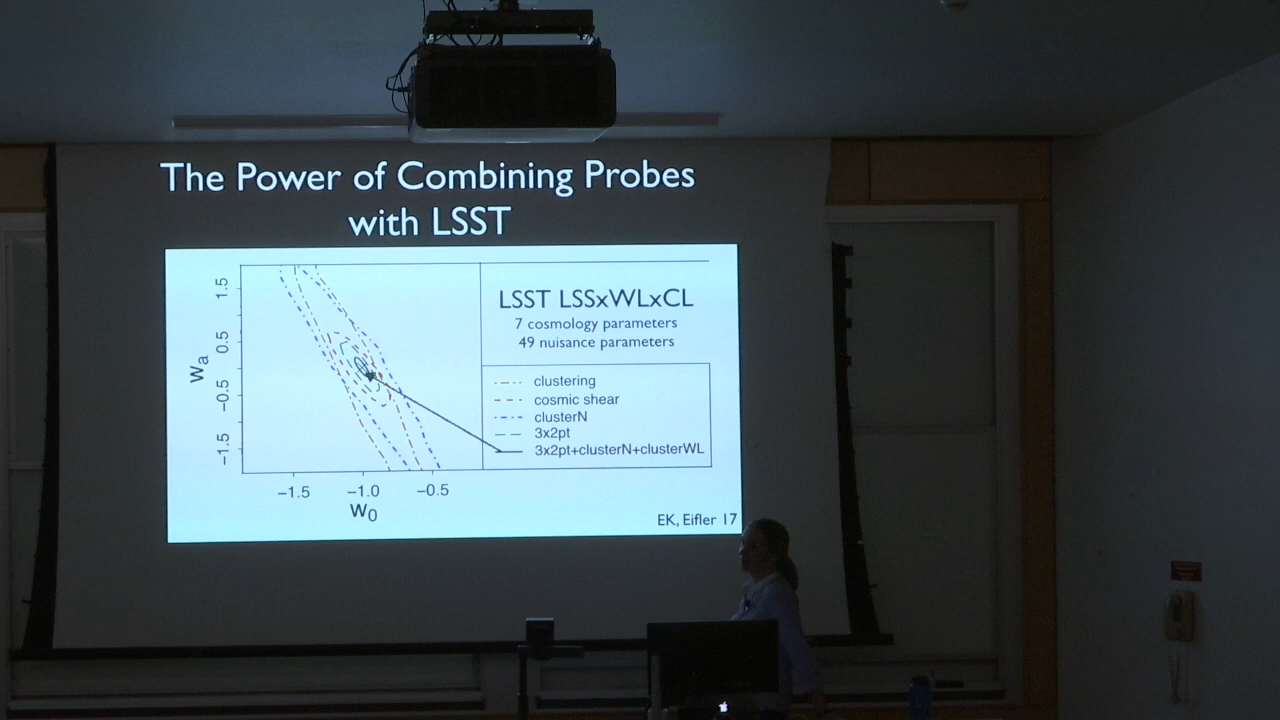 The Power of Combining Probes
with LSST
LSST LSSxWLxCL
7 cosmology parameters
49 nuisance parameters
clustering
cosmic shear
clusterN
3x2pt
3x2pt+clusterN+clusterWL
wa
1.5
0.5
−0.5
−1.5
−1.5 −1.0 −0.5
w0
EK, Eifler 17